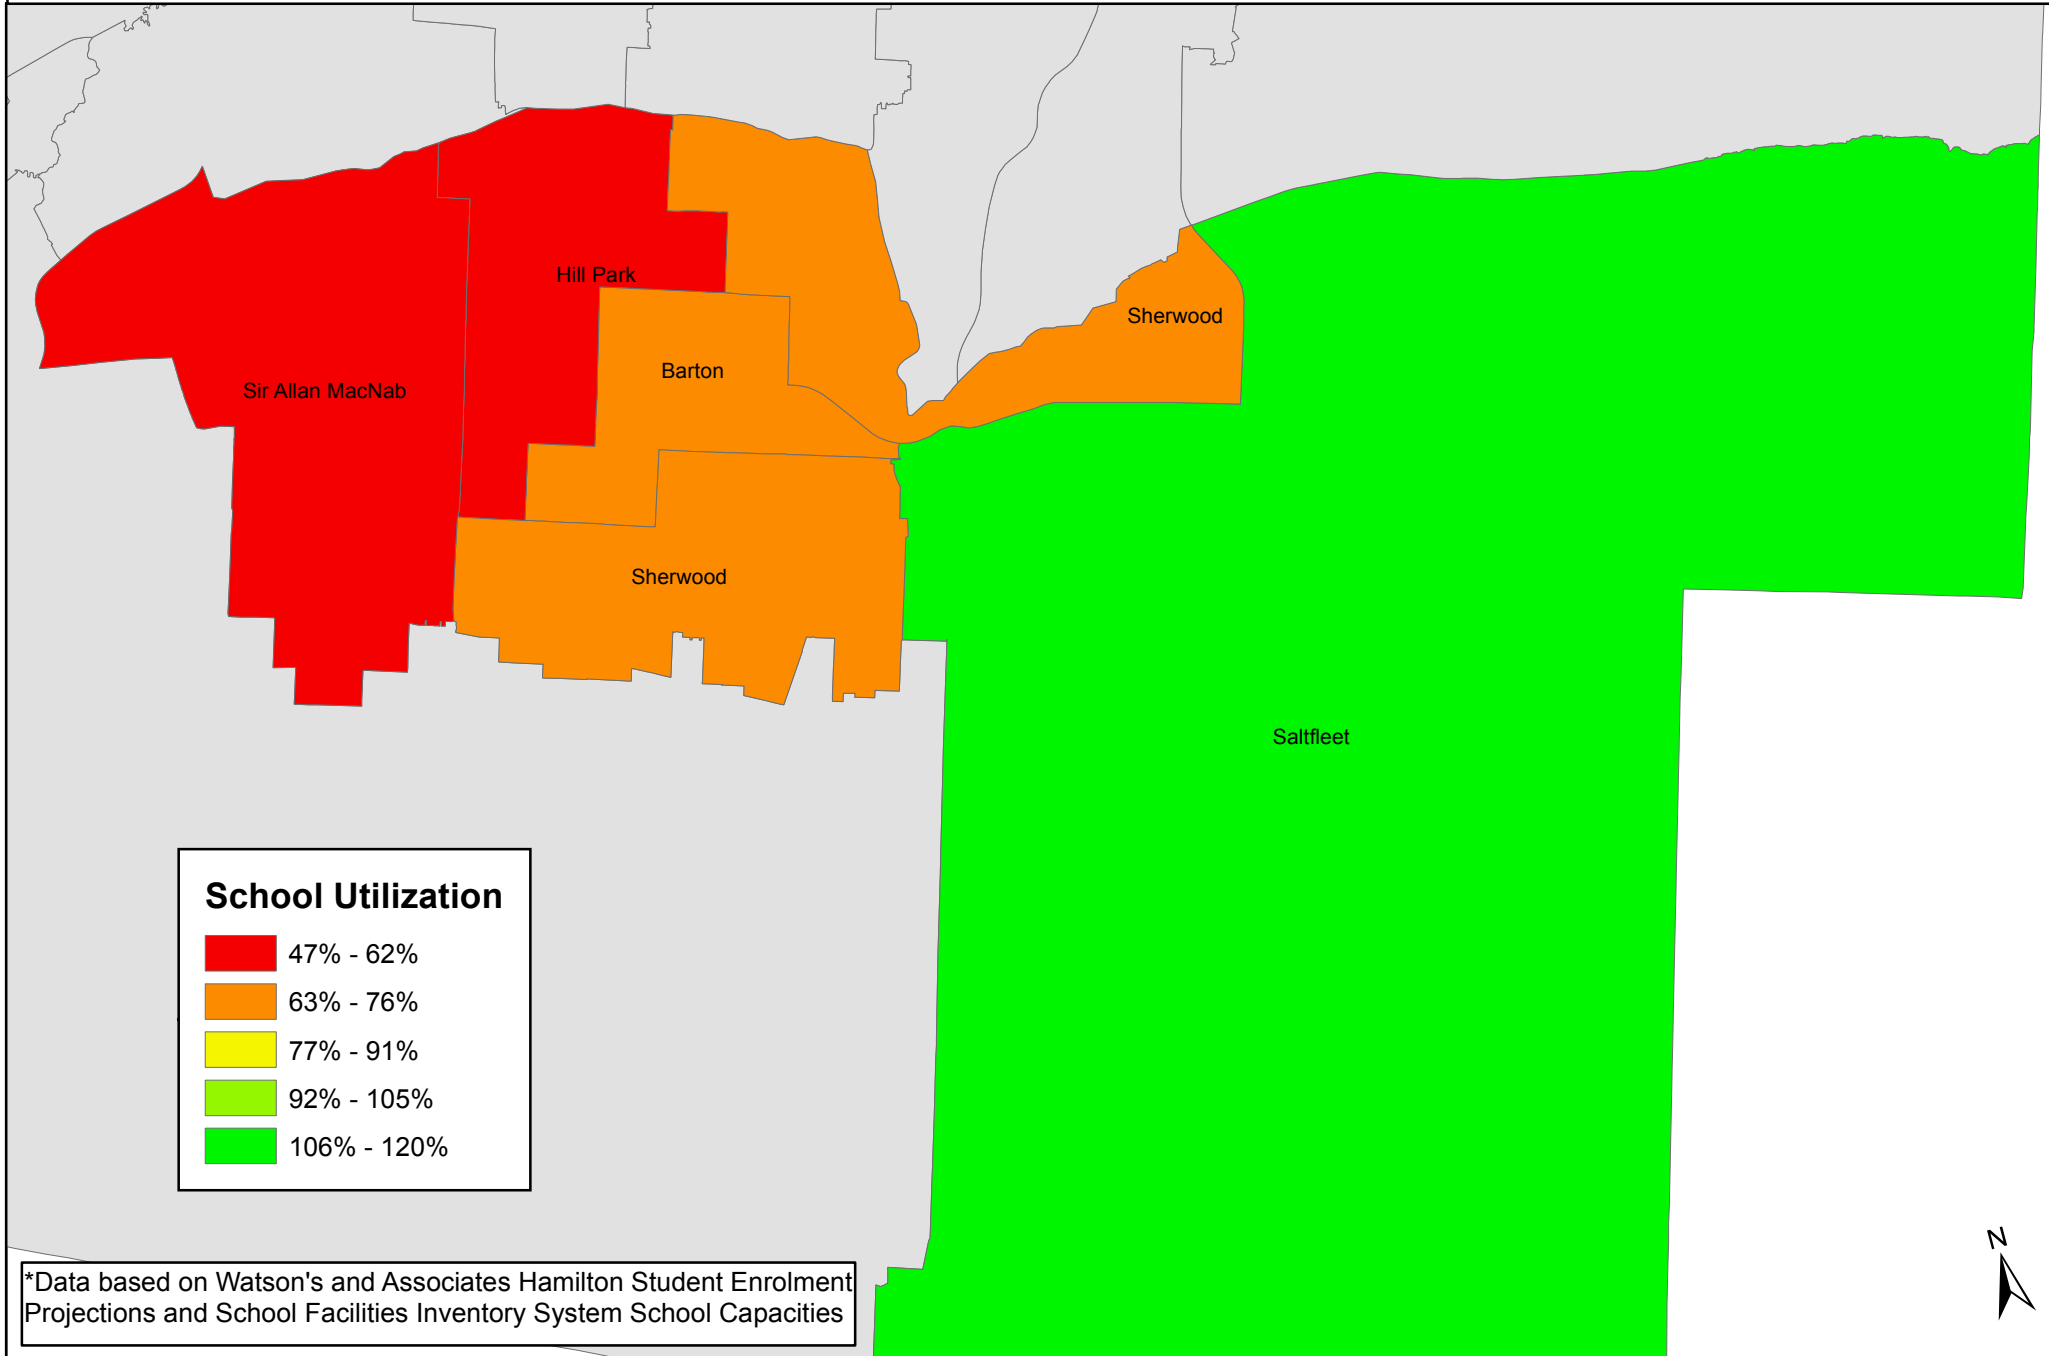 Hill Park
Sherwood
Barton
Sir Allan MacNab
Sherwood
Saltfleet
School Utilization
47% - 62%
63% - 76%
77% - 91%
92% - 105%
106% - 120%
N
*Data based on Watson's and Associates Hamilton Student Enrolment
Projections and School Facilities Inventory System School Capacities